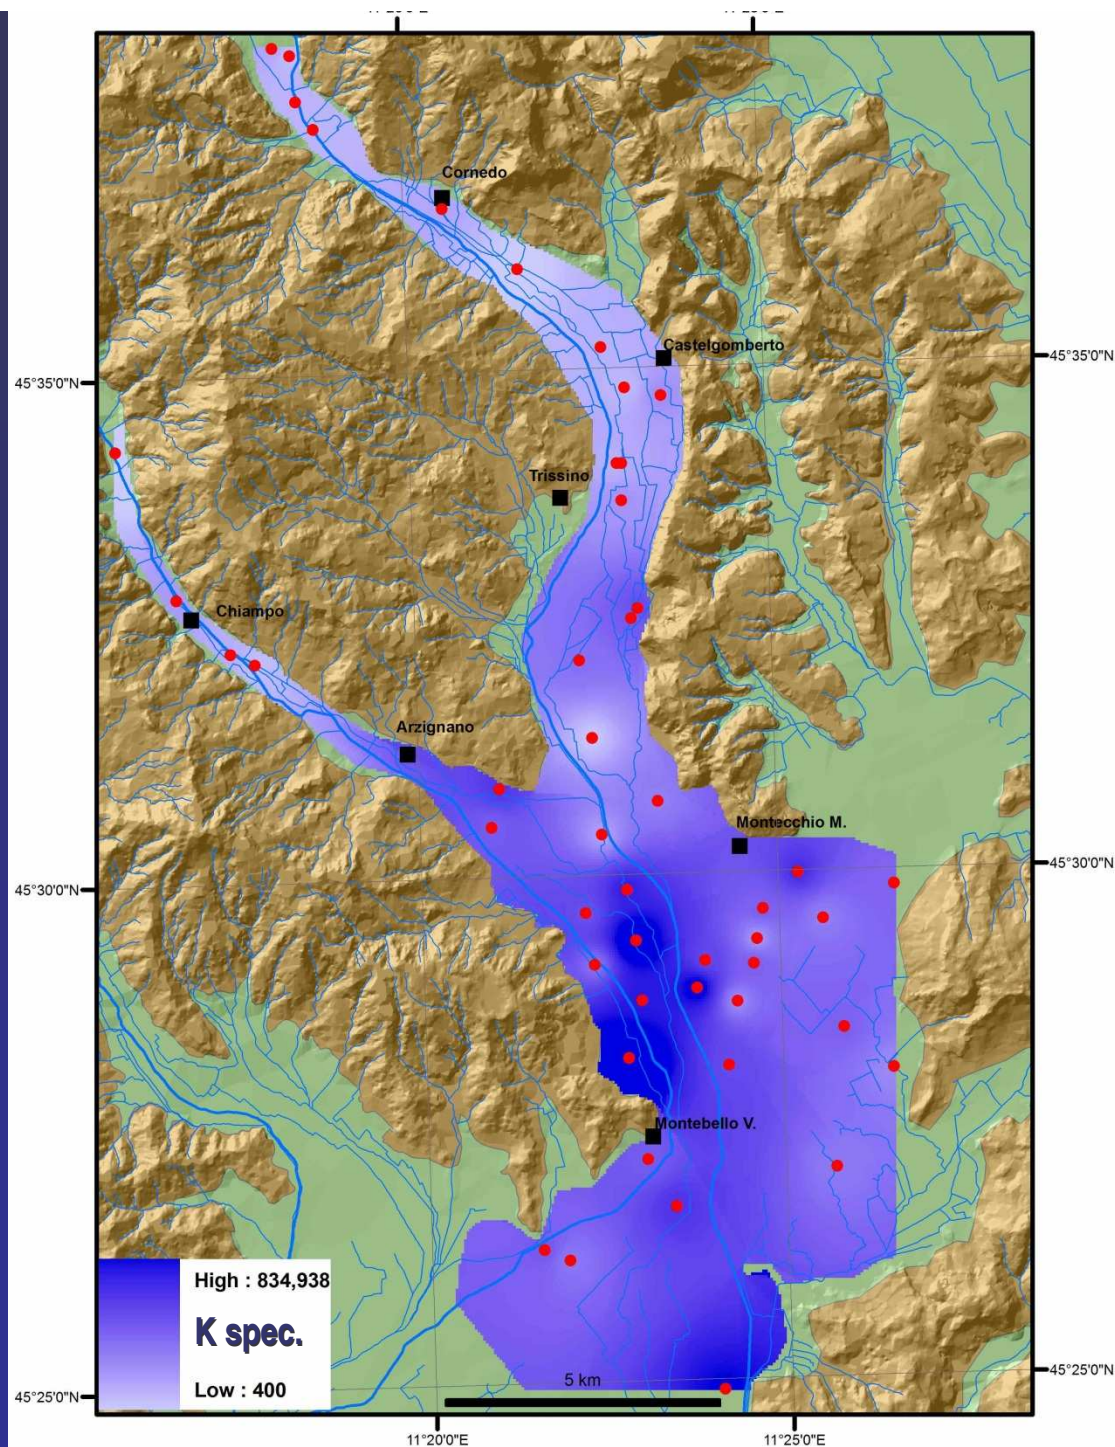 Cornedo
Castelgomberto
45°35'0"N
45°35'0"N
Trissino
Chiampo
Arzignano
Montecchio M.
45°30'0"N
45°30'0"N
Montebello V.
High : 834,938
K spec.
Low : 400
5 km
45°25'0"N
45°25'0"N
11°20'0"E
11°25'0"E